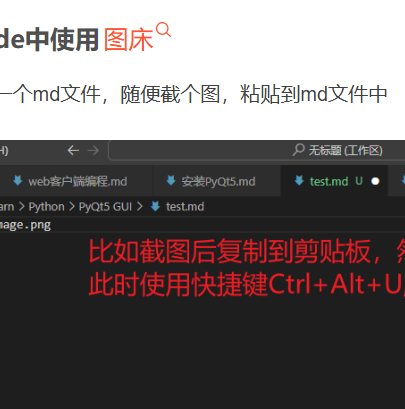 de中使用 图床
一个md文件，随便截个图，粘贴到md文件中
H) 无标题 (工作区)
web客户端编程.md 安装PyQt5.md test.md U
arn > Python > PyQt5 GUI > test.md
mage.png
比如截图后复制到剪贴板，
此时使用快捷键Ctrl+Alt+U,